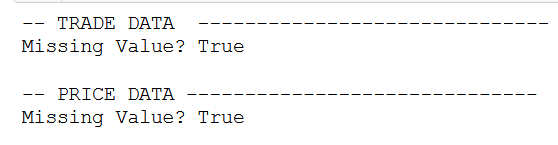 -- TRADE DATA  ------------------------------
Missing Value? True
-- PRICE DATA ------------------------------
Missing Value? True